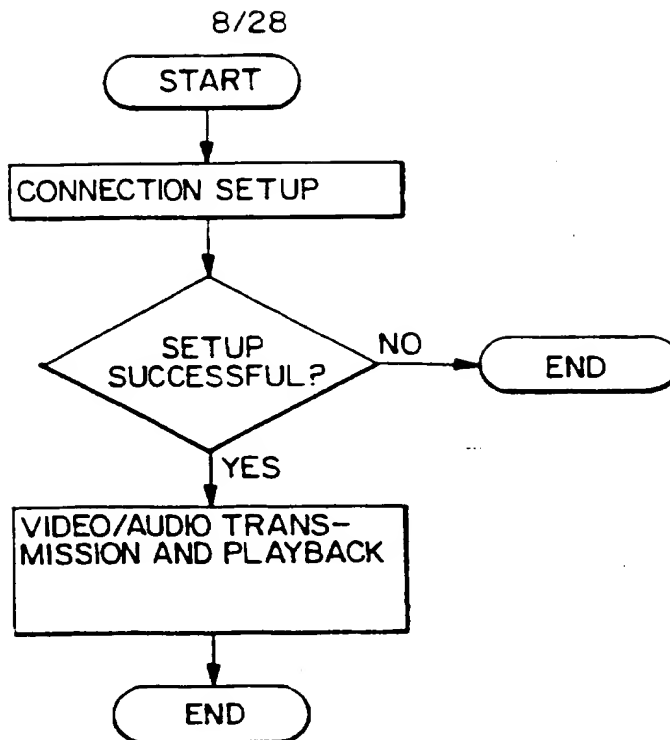 8/28
START
CONNECTION SETUP
SETUP
SUCCESSFUL?
NO
END
YES
VIDEO/AUDIO TRANS-
MISSION AND PLAYBACK
END